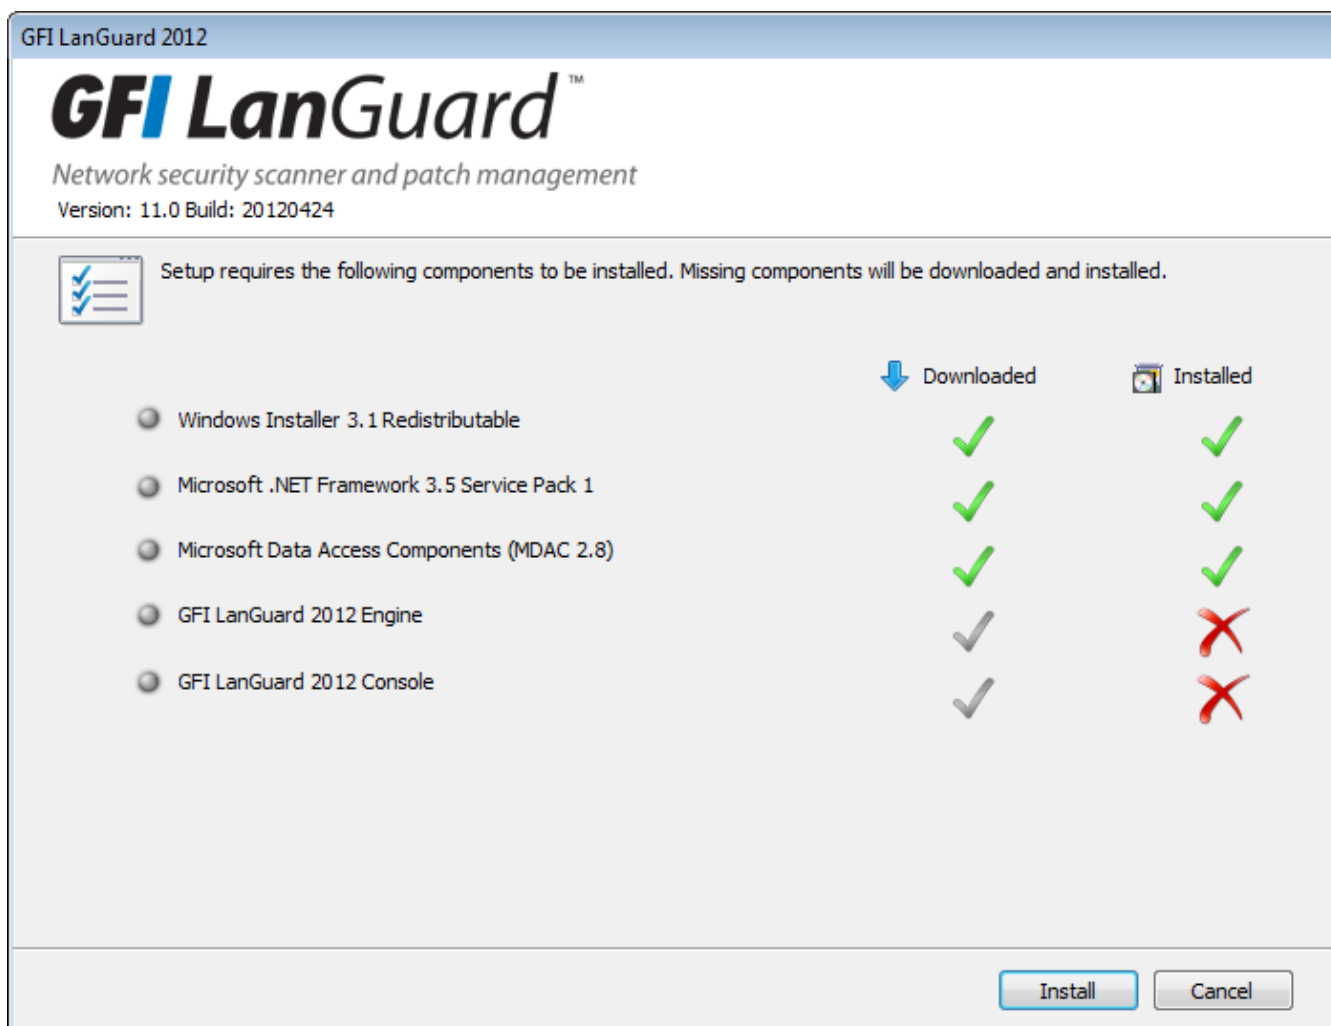 GFI LanGuard 2012
GFI LanGuard™
Network security scanner and patch management
Version: 11.0 Build: 20120424
Setup requires the following components to be installed. Missing components will be downloaded and installed.
Downloaded Installed
Windows Installer 3.1 Redistributable
Microsoft .NET Framework 3.5 Service Pack 1
Microsoft Data Access Components (MDAC 2.8)
GFI LanGuard 2012 Engine
GFI LanGuard 2012 Console
Install Cancel